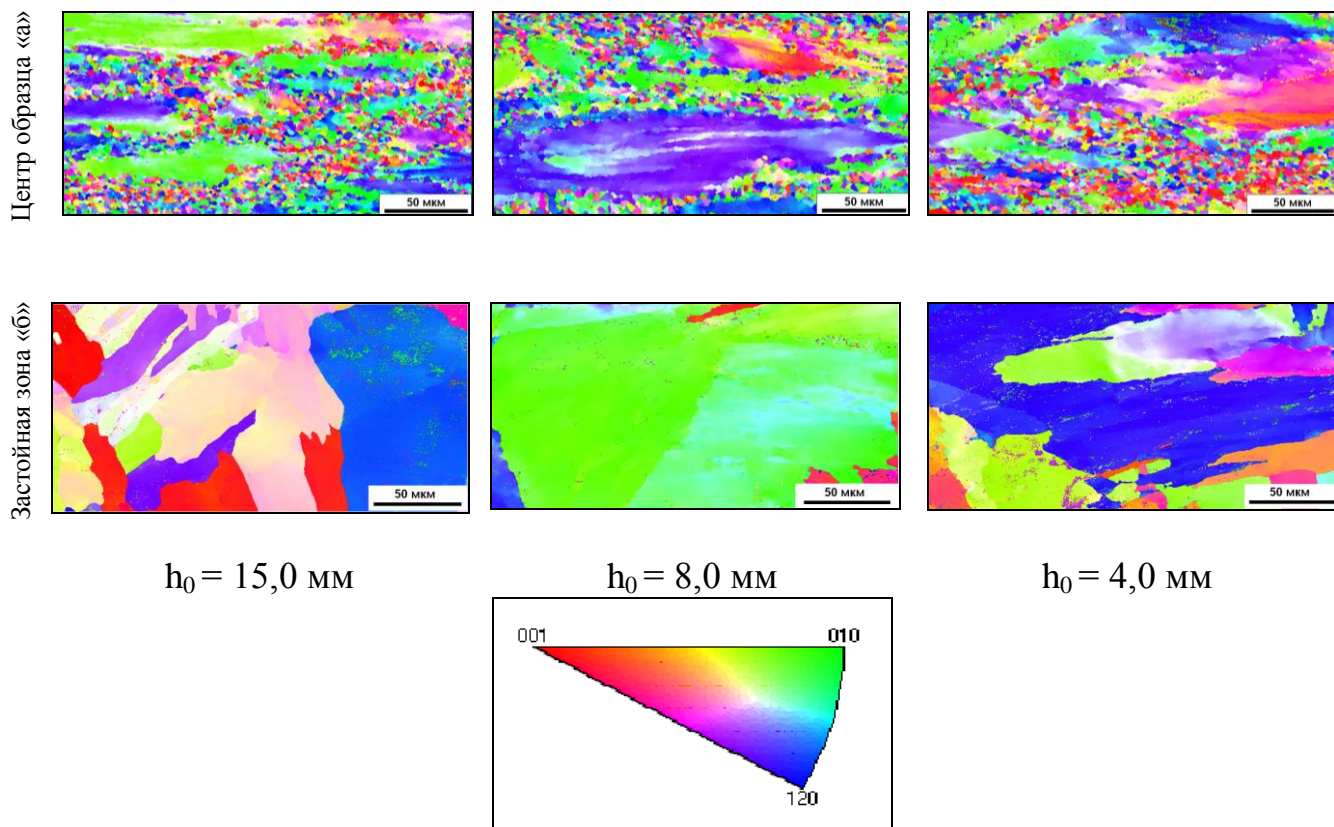 Центр образца «а»
50 мкм
50 мкм
50 мкм
Застойная зона «б»
50 мкм
50 мкм
50 мкм
h₀ = 15,0 мм
h₀ = 8,0 мм
h₀ = 4,0 мм
001
010
120